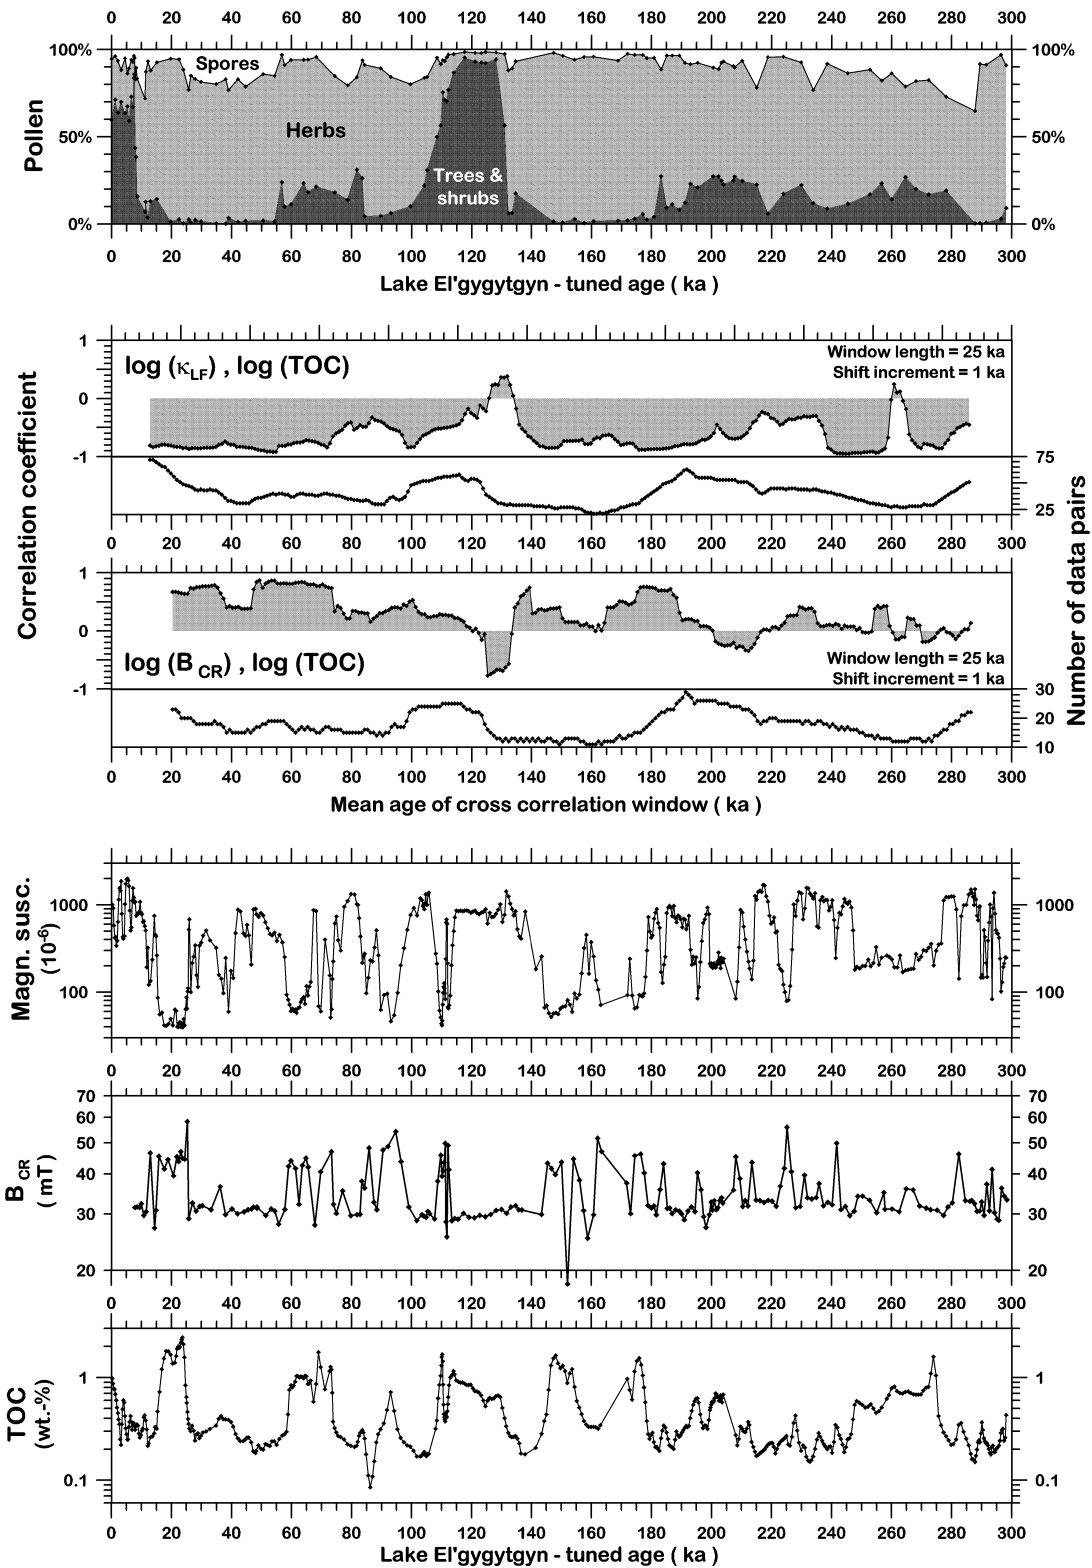 0 20 40 60 80 100 120 140 160 180 200 220 240 260 280 300
100% 100%
Spores
Pollen
Herbs
50% 50%
Trees &
shrubs
0% 0%
0 20 40 60 80 100 120 140 160 180 200 220 240 260 280 300
Lake El'gygytgyn - tuned age ( ka )
Correlation coefficient
Number of data pairs
1
log (κLF) , log (TOC)
Window length = 25 ka
Shift increment = 1 ka
0
-1 75
25
0 20 40 60 80 100 120 140 160 180 200 220 240 260 280 300
1
0
log (B CR) , log (TOC)
Window length = 25 ka
Shift increment = 1 ka
-1 30
20
10
0 20 40 60 80 100 120 140 160 180 200 220 240 260 280 300
Mean age of cross correlation window ( ka )
Magn. susc.
(10-6)
1000 1000
100 100
0 20 40 60 80 100 120 140 160 180 200 220 240 260 280 300
BCR
( mT )
70 70
60 60
50 50
40 40
30 30
20 20
0 20 40 60 80 100 120 140 160 180 200 220 240 260 280 300
TOC
(wt.-%)
1 1
0.1 0.1
0 20 40 60 80 100 120 140 160 180 200 220 240 260 280 300
Lake El'gygytgyn - tuned age ( ka )